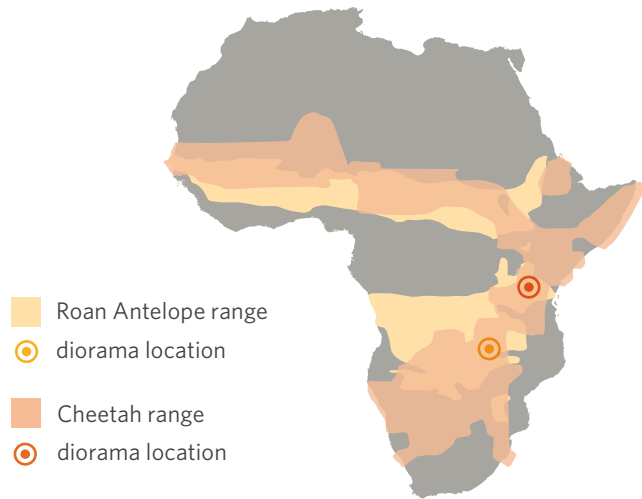 Roan Antelope range
diorama location
Cheetah range
diorama location